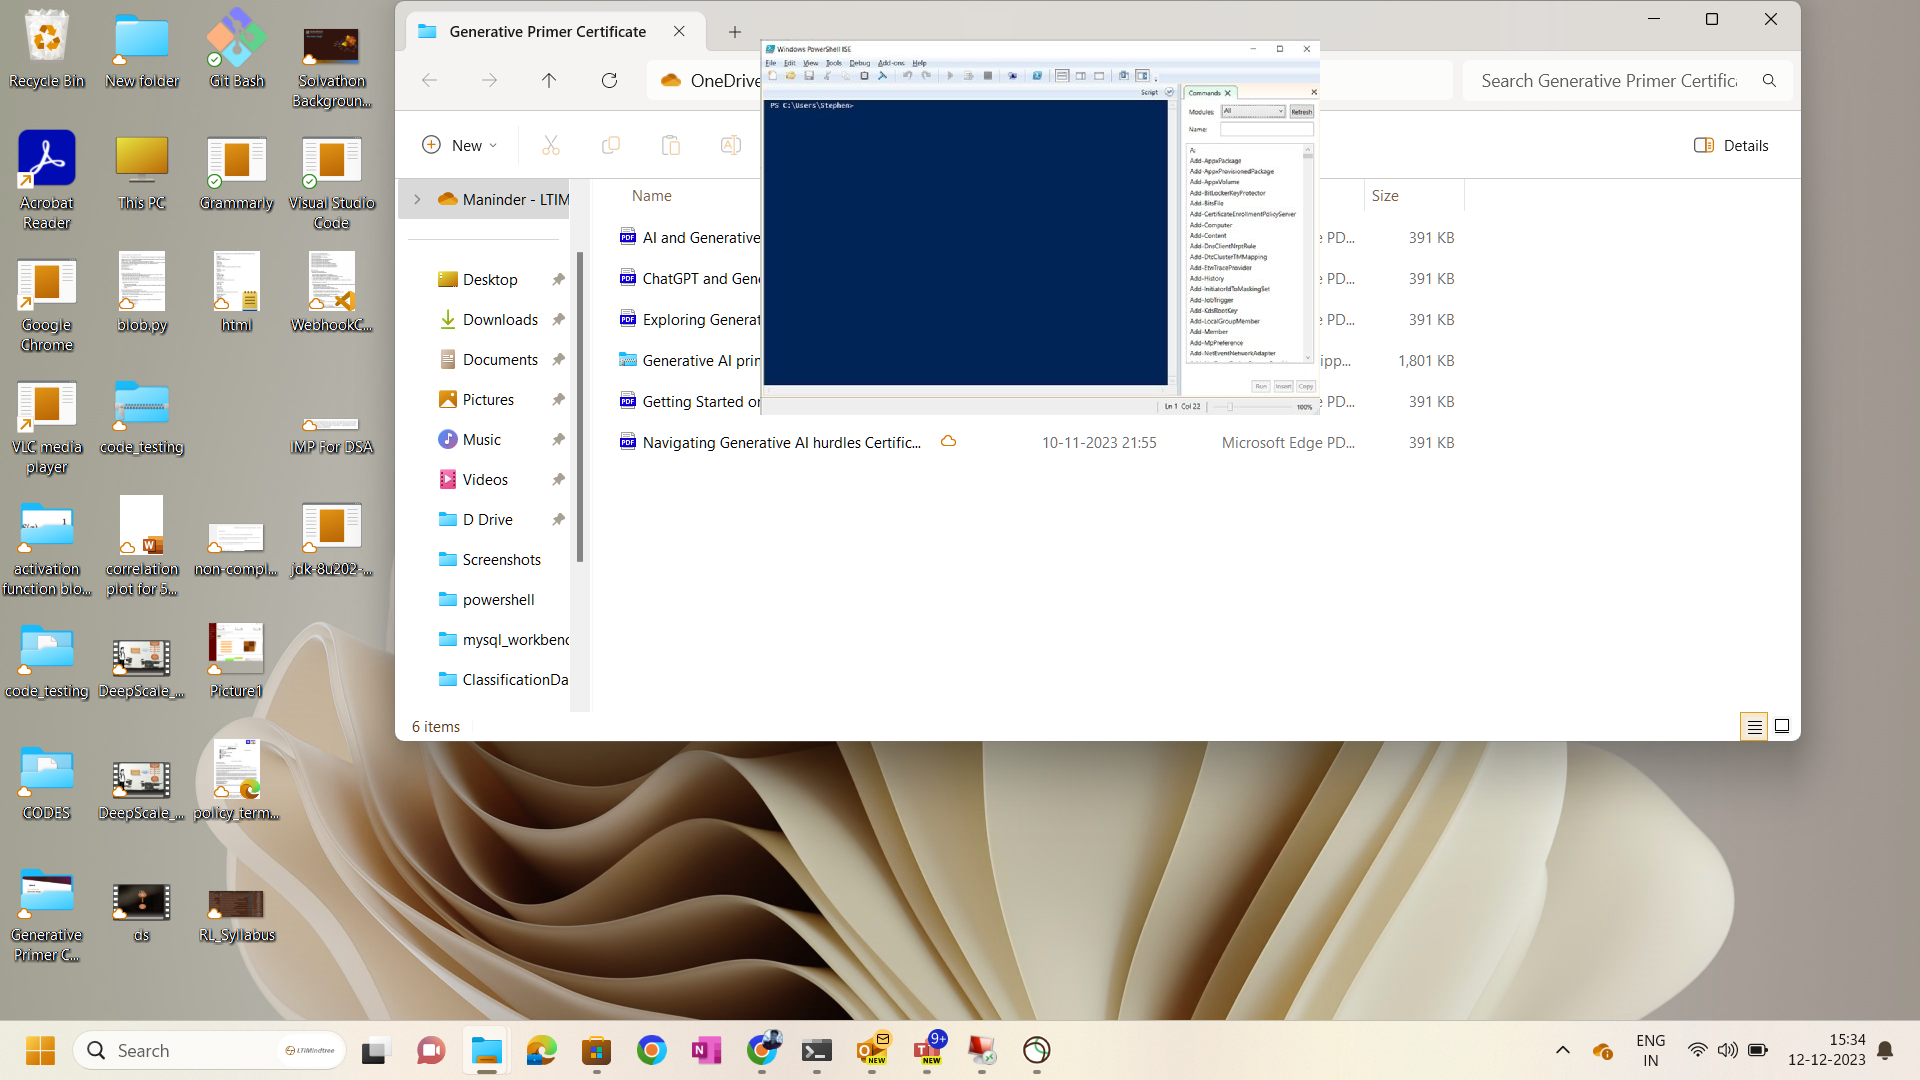 Recycle Bin
New folder
Git Bash
Solvathon
Backgroun...
Acrobat
Reader
This PC
Grammarly
Visual Studio
Code
Google
Chrome
blob.py
html
WebhookC...
VLC media
player
code_testing
IMP For DSA
activation
function blo...
correlation
plot for 5...
non-compl...
jdk-8u202-...
code_testing
DeepScale_...
Picture1
CODES
DeepScale_...
policy_term...
Generative
Primer C...
ds
RL_Syllabus
Generative Primer Certificate
OneDrive
Search Generative Primer Certific
New
Details
Maninder - LTIM
Desktop
Downloads
Documents
Pictures
Music
Videos
D Drive
Screenshots
powershell
mysql_workbenc
ClassificationDa
Name
Size
AI and Generative
PD...
391 KB
ChatGPT and Gene
PD...
391 KB
Exploring Generat
PD...
391 KB
Generative AI prim
ipp...
1,801 KB
Getting Started on
PD...
391 KB
Navigating Generative AI hurdles Certific...
10-11-2023 21:55
Microsoft Edge PD...
391 KB
6 items
Windows PowerShell ISE
File Edit View Tools Debug Add-ons Help
Script
PS C:\Users\Stephen>
Commands
Modules: All
Refresh
Name:
A:
Add-AppxPackage
Add-AppxProvisionedPackage
Add-AppxVolume
Add-BitLockerKeyProtector
Add-BitsFile
Add-CertificateEnrollmentPolicyServer
Add-Computer
Add-Content
Add-DnsClientNrptRule
Add-DtcClusterTMMapping
Add-EtwTraceProvider
Add-History
Add-InitiatorIdToMaskingSet
Add-JobTrigger
Add-KdsRootKey
Add-LocalGroupMember
Add-Member
Add-MpPreference
Add-NetEventNetworkAdapter
Run Insert Copy
Ln 1 Col 22
100%
Search
LTIMindtree
NEW
9+
NEW
ENG
IN
15:34
12-12-2023